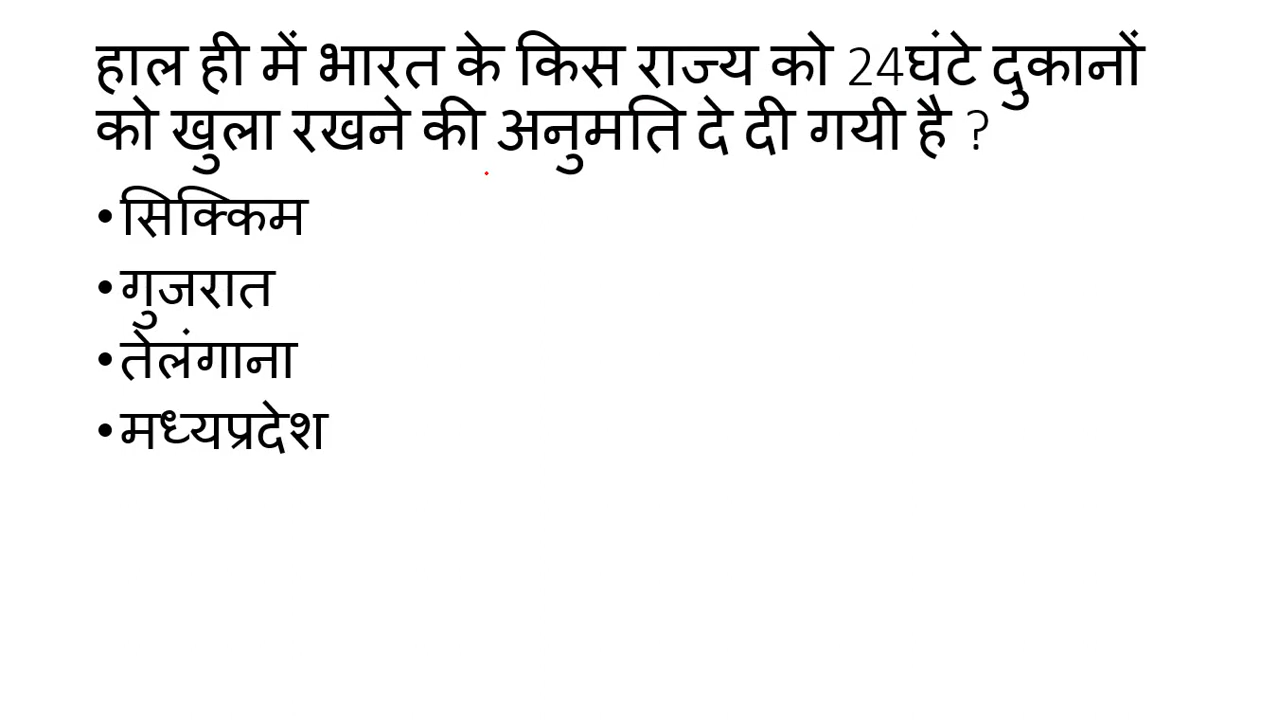 हाल ही में भारत के किस राज्य को 24घंटे दुकानों
को खुला रखने की अनुमति दे दी गयी है ?
•सिक्किम
•गुजरात
•तेलंगाना
•मध्यप्रदेश